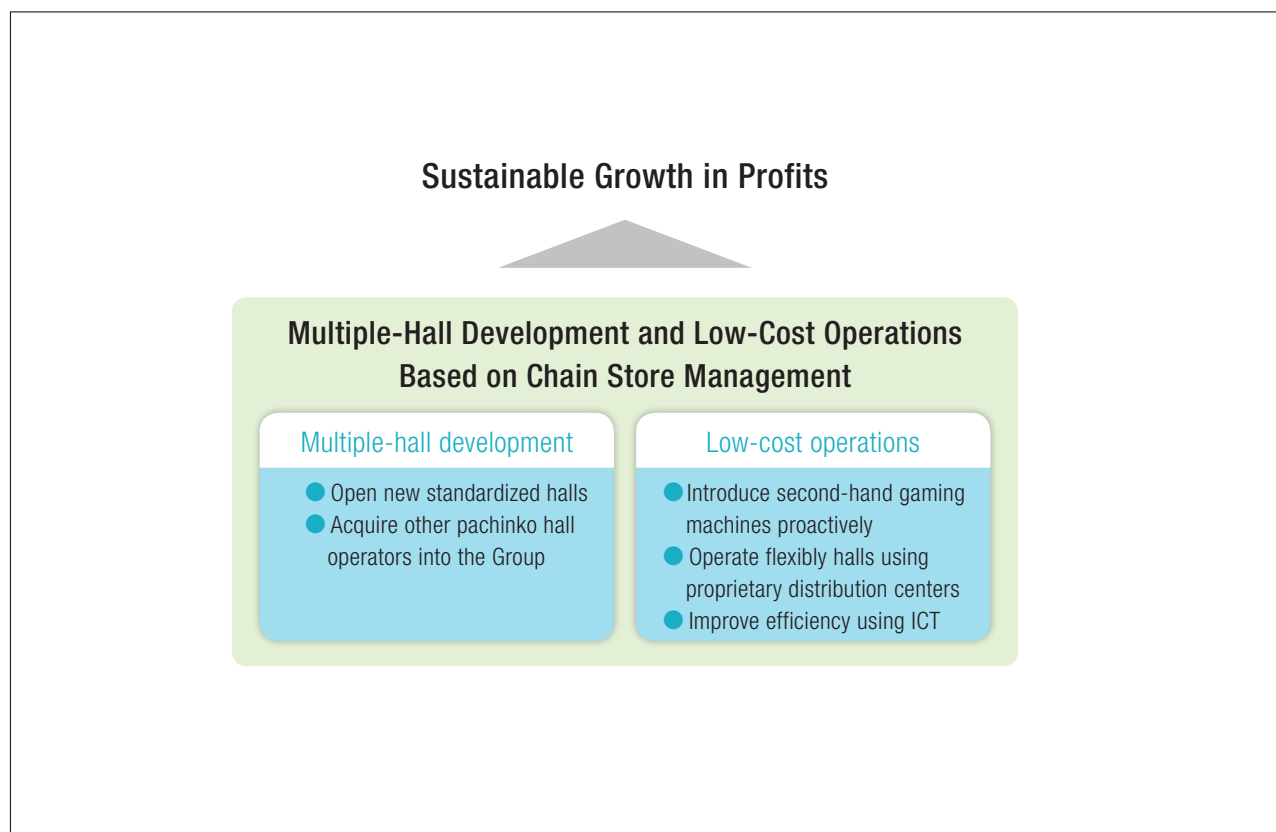 Sustainable Growth in Profits
Multiple-Hall Development and Low-Cost Operations
Based on Chain Store Management
Multiple-hall development
● Open new standardized halls
● Acquire other pachinko hall
operators into the Group
Low-cost operations
● Introduce second-hand gaming
machines proactively
● Operate flexibly halls using
proprietary distribution centers
● Improve efficiency using ICT